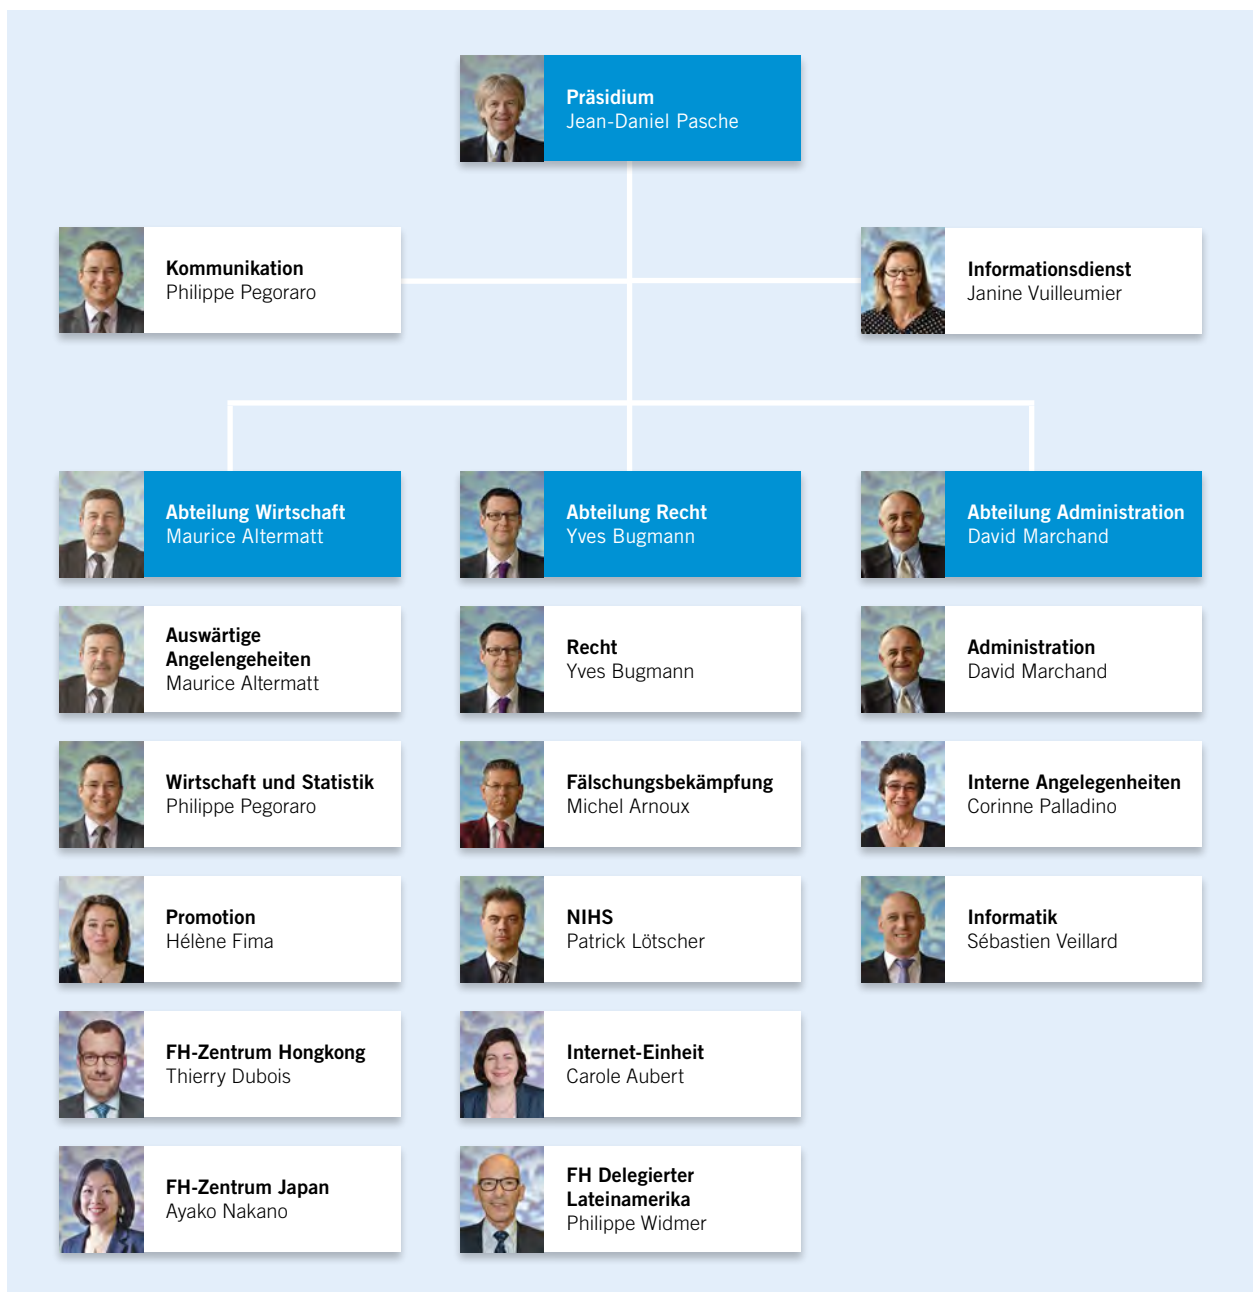 Präsidium
Jean-Daniel Pasche
Kommunikation
Philippe Pegoraro
Informationsdienst
Janine Vuilleumier
Abteilung Wirtschaft
Maurice Altermatt
Abteilung Recht
Yves Bugmann
Abteilung Administration
David Marchand
Auswärtige
Angelengeheiten
Maurice Altermatt
Recht
Yves Bugmann
Administration
David Marchand
Wirtschaft und Statistik
Philippe Pegoraro
Fälschungsbekämpfung
Michel Arnoux
Interne Angelegenheiten
Corinne Palladino
Promotion
Hélène Fima
NIHS
Patrick Lötscher
Informatik
Sébastien Veillard
FH-Zentrum Hongkong
Thierry Dubois
Internet-Einheit
Carole Aubert
FH-Zentrum Japan
Ayako Nakano
FH Delegierter
Lateinamerika
Philippe Widmer